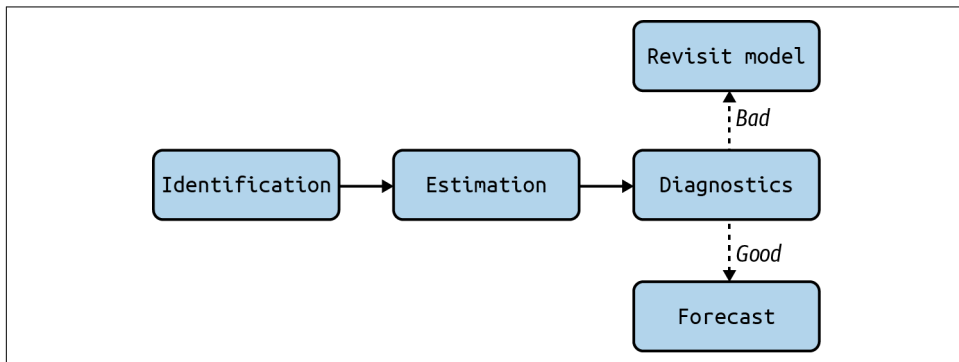 Revisit model
Bad
Identification
Estimation
Diagnostics
Good
Forecast